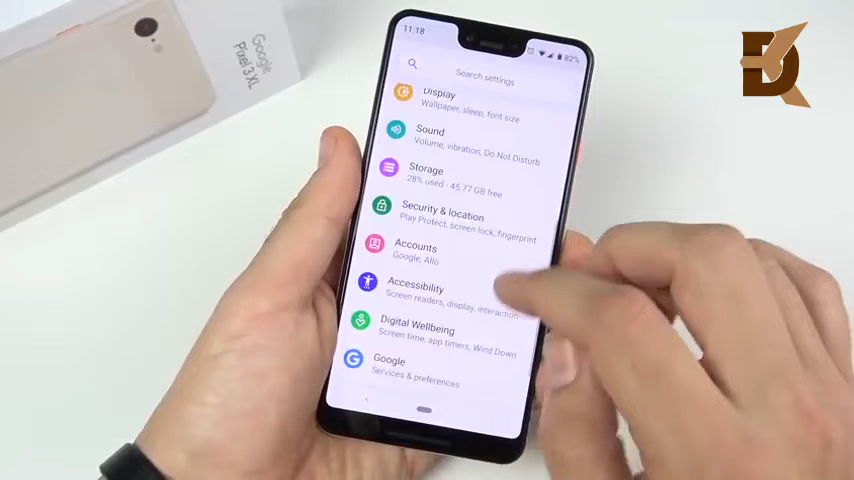 Google
Pixel 3 XL
11:18
82%
Search settings
Display
Wallpaper, sleep, font size
Sound
Volume, vibration, Do Not Disturb
Storage
28% used - 45.77 GB free
Security & location
Play Protect, screen lock, fingerprint
Accounts
Google, Allo
Accessibility
Screen readers, display, interaction
Digital Wellbeing
Screen time, app timers, Wind Down
Google
Services & preferences